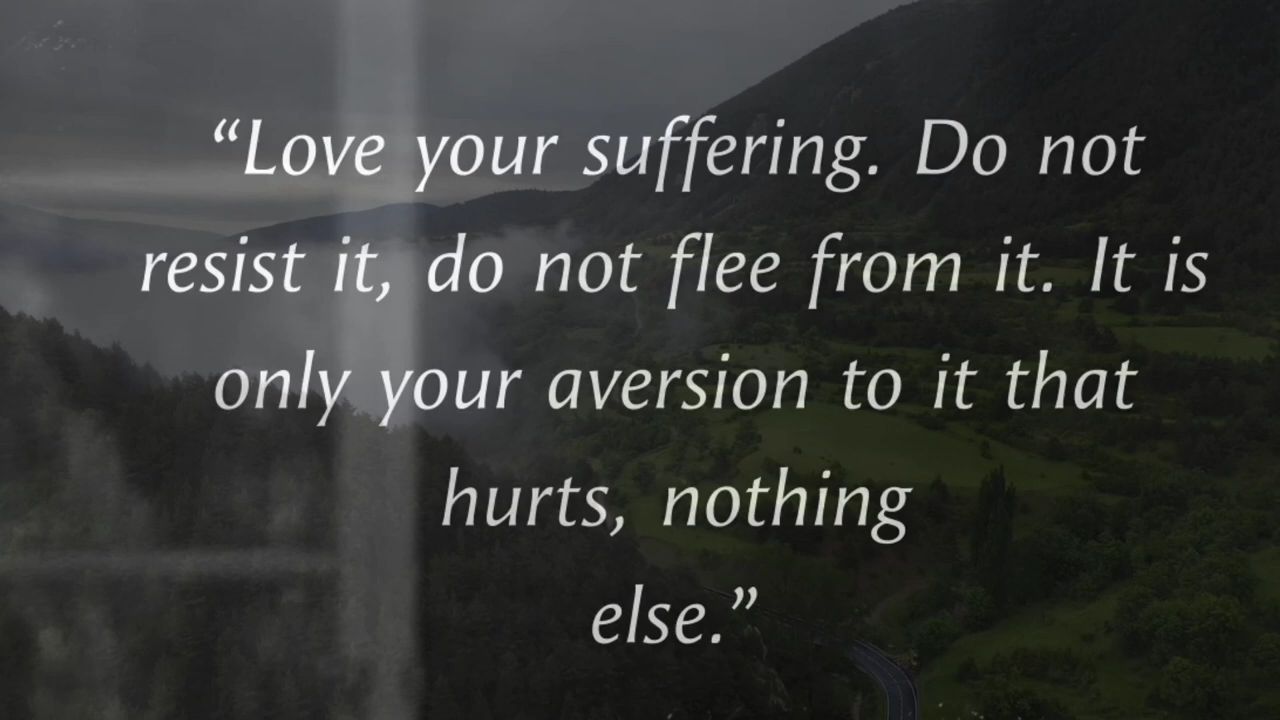 “Love your suffering. Do not
resist it, do not flee from it. It is
only your aversion to it that
hurts, nothing
else.”